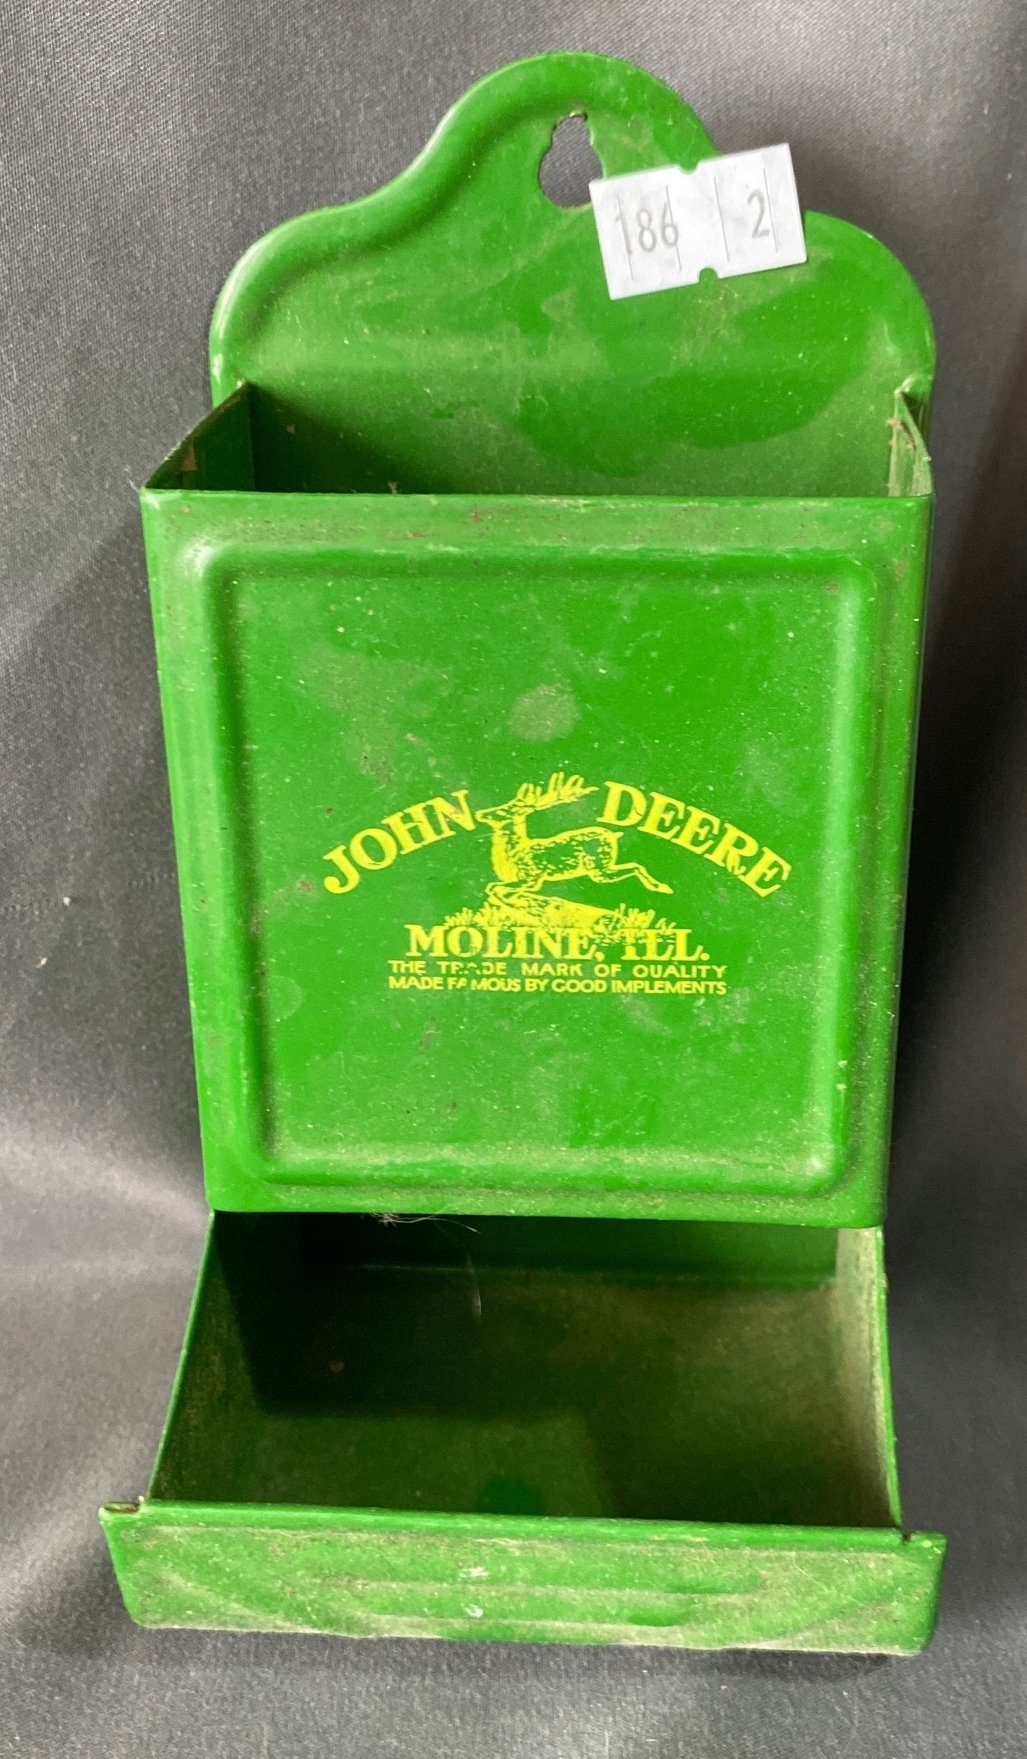 186 2
JOHN DEERE
MOLINE, ILL.
THE TRADE MARK OF QUALITY
MADE FAMOUS BY GOOD IMPLEMENTS